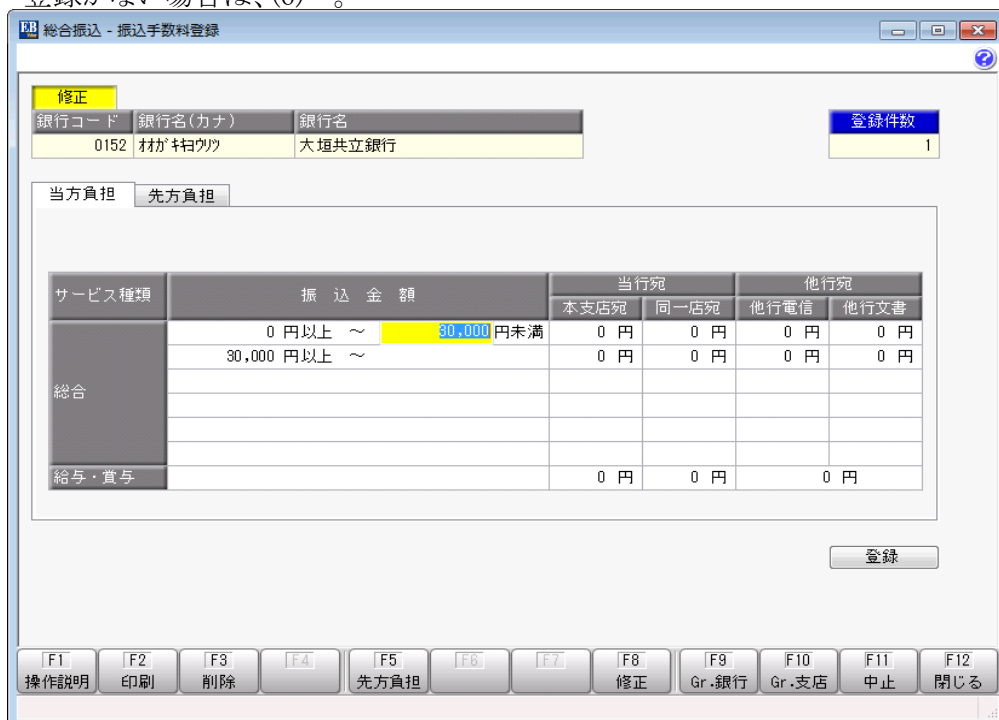 登録がない場合は、(8)へ。
総合振込 - 振込手数料登録
修正
銀行コード 銀行名(カナ) 銀行名 登録件数
0152 ｵｵｶﾞｷｷﾖｳﾘﾂ 大垣共立銀行 1
当方負担 先方負担
サービス種類 振 込 金 額 当行宛 他行宛
本支店宛 同一店宛 他行電信 他行文書
0 円以上 ～ 30,000 円未満 0 円 0 円 0 円 0 円
30,000 円以上 ～ 0 円 0 円 0 円 0 円
総合
給与・賞与 0 円 0 円 0 円
登録
F1 F2 F3 F4 F5 F6 F7 F8 F9 F10 F11 F12
操作説明 印刷 削除 先方負担 修正 Gr.銀行 Gr.支店 中止 閉じる